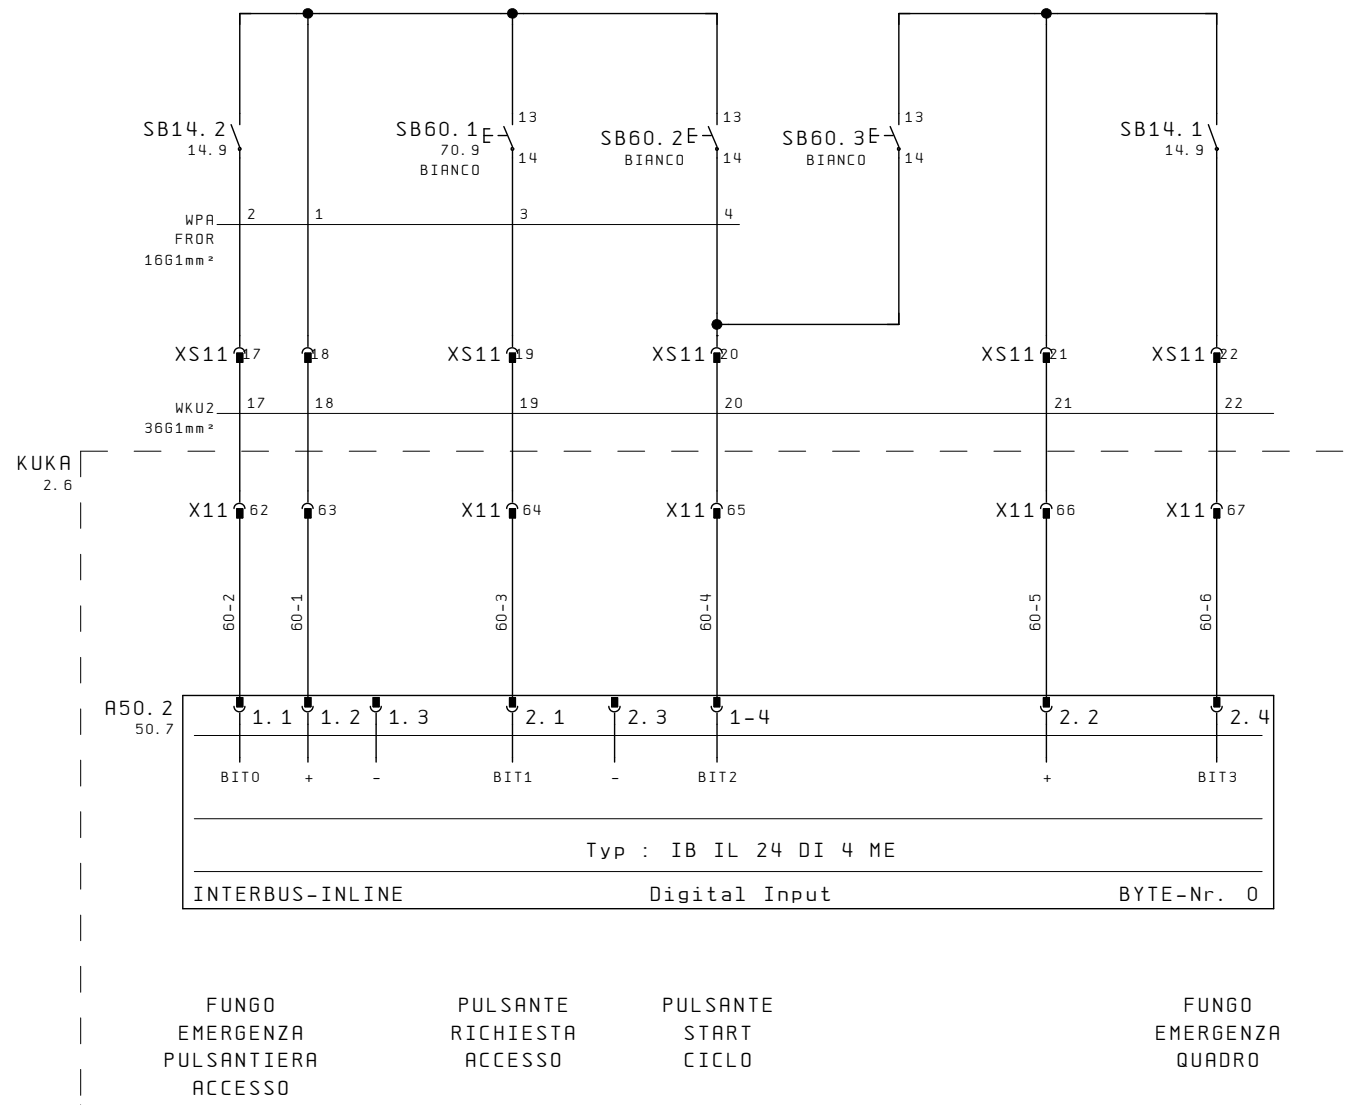 SB14.2
14.9
SB60.1
70.9
BIANCO
13
14
SB60.2
BIANCO
13
14
SB60.3
BIANCO
13
14
SB14.1
14.9
WPA
FROR
16G1mm²
2
1
3
4
XS11
17
18
XS11
19
XS11
20
XS11
21
XS11
22
WKU2
36G1mm²
17
18
19
20
21
22
KUKA
2.6
X11
62
63
X11
64
X11
65
X11
66
X11
67
60-2
60-1
60-3
60-4
60-5
60-6
A50.2
50.7
1.1
1.2
1.3
2.1
2.3
1-4
2.2
2.4
BIT0
+
-
BIT1
-
BIT2
+
BIT3
Typ : IB IL 24 DI 4 ME
INTERBUS-INLINE
Digital Input
BYTE-Nr. 0
FUNGO
EMERGENZA
PULSANTIERA
ACCESSO
PULSANTE
RICHIESTA
ACCESSO
PULSANTE
START
CICLO
FUNGO
EMERGENZA
QUADRO